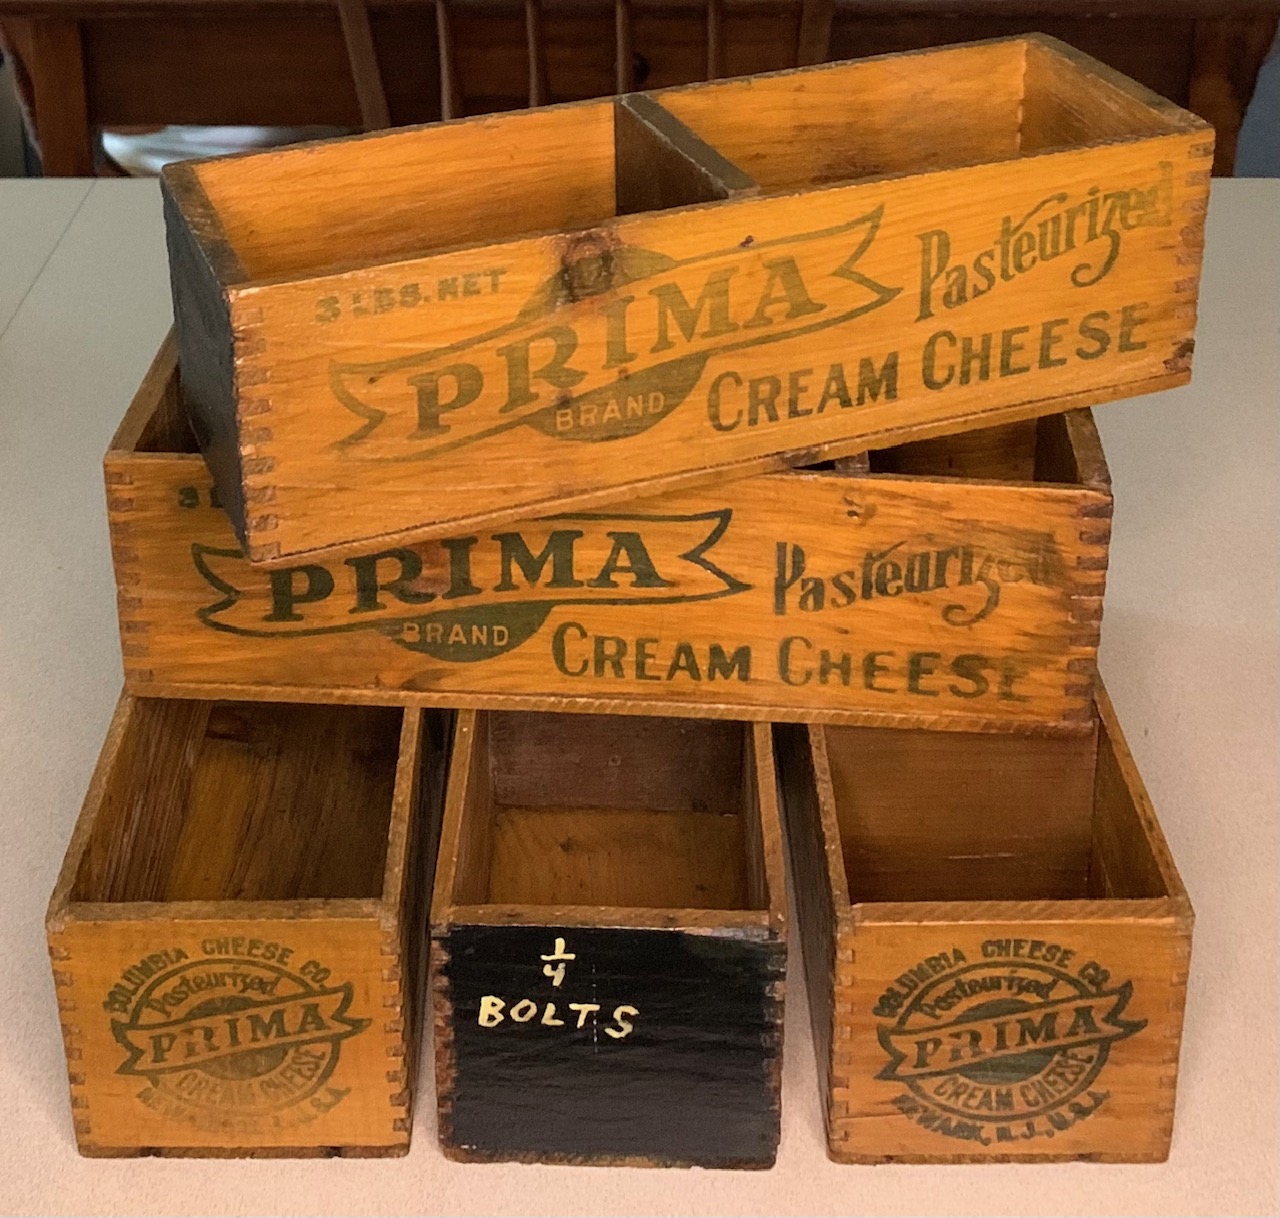 3 LBS. NET
PRIMA
BRAND
Pasteurized
CREAM CHEESE
3
PRIMA
BRAND
Pasteurized
CREAM CHEESE
COLUMBIA CHEESE CO.
Pasteurized
PRIMA
CREAM CHEESE
1/4
BOLTS
COLUMBIA CHEESE CO.
Pasteurized
PRIMA
CREAM CHEESE
NEWARK, N.J., U.S.A.